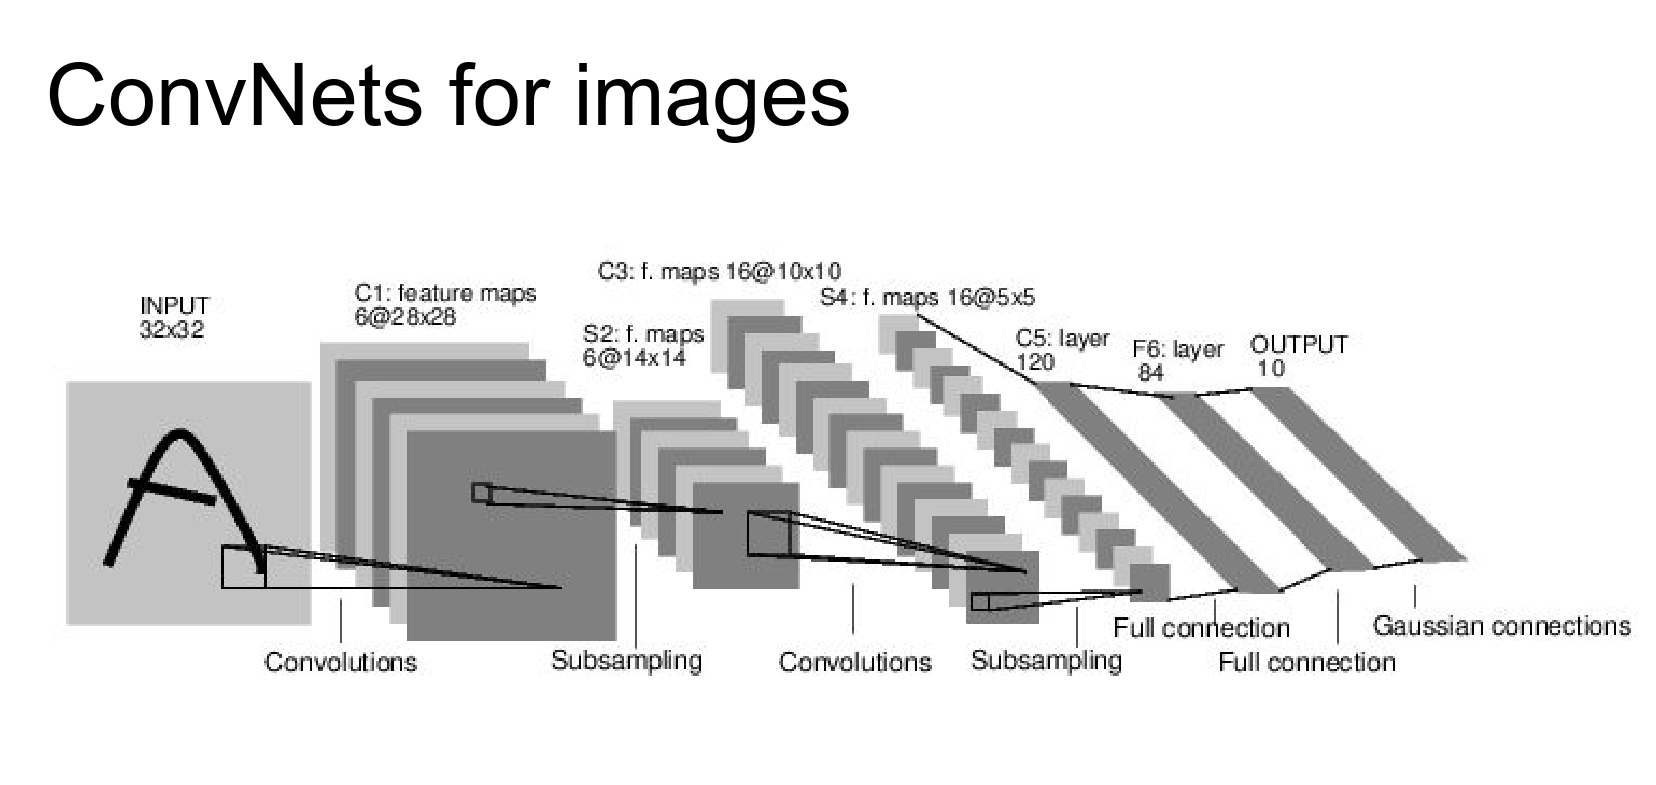 ConvNets for images
INPUT
32x32
C1: feature maps
6@28x28
S2: f. maps
6@14x14
C3: f. maps 16@10x10
S4: f. maps 16@5x5
C5: layer
120
F6: layer
84
OUTPUT
10
A
Convolutions
Subsampling
Convolutions
Subsampling
Full connection
Full connection
Gaussian connections